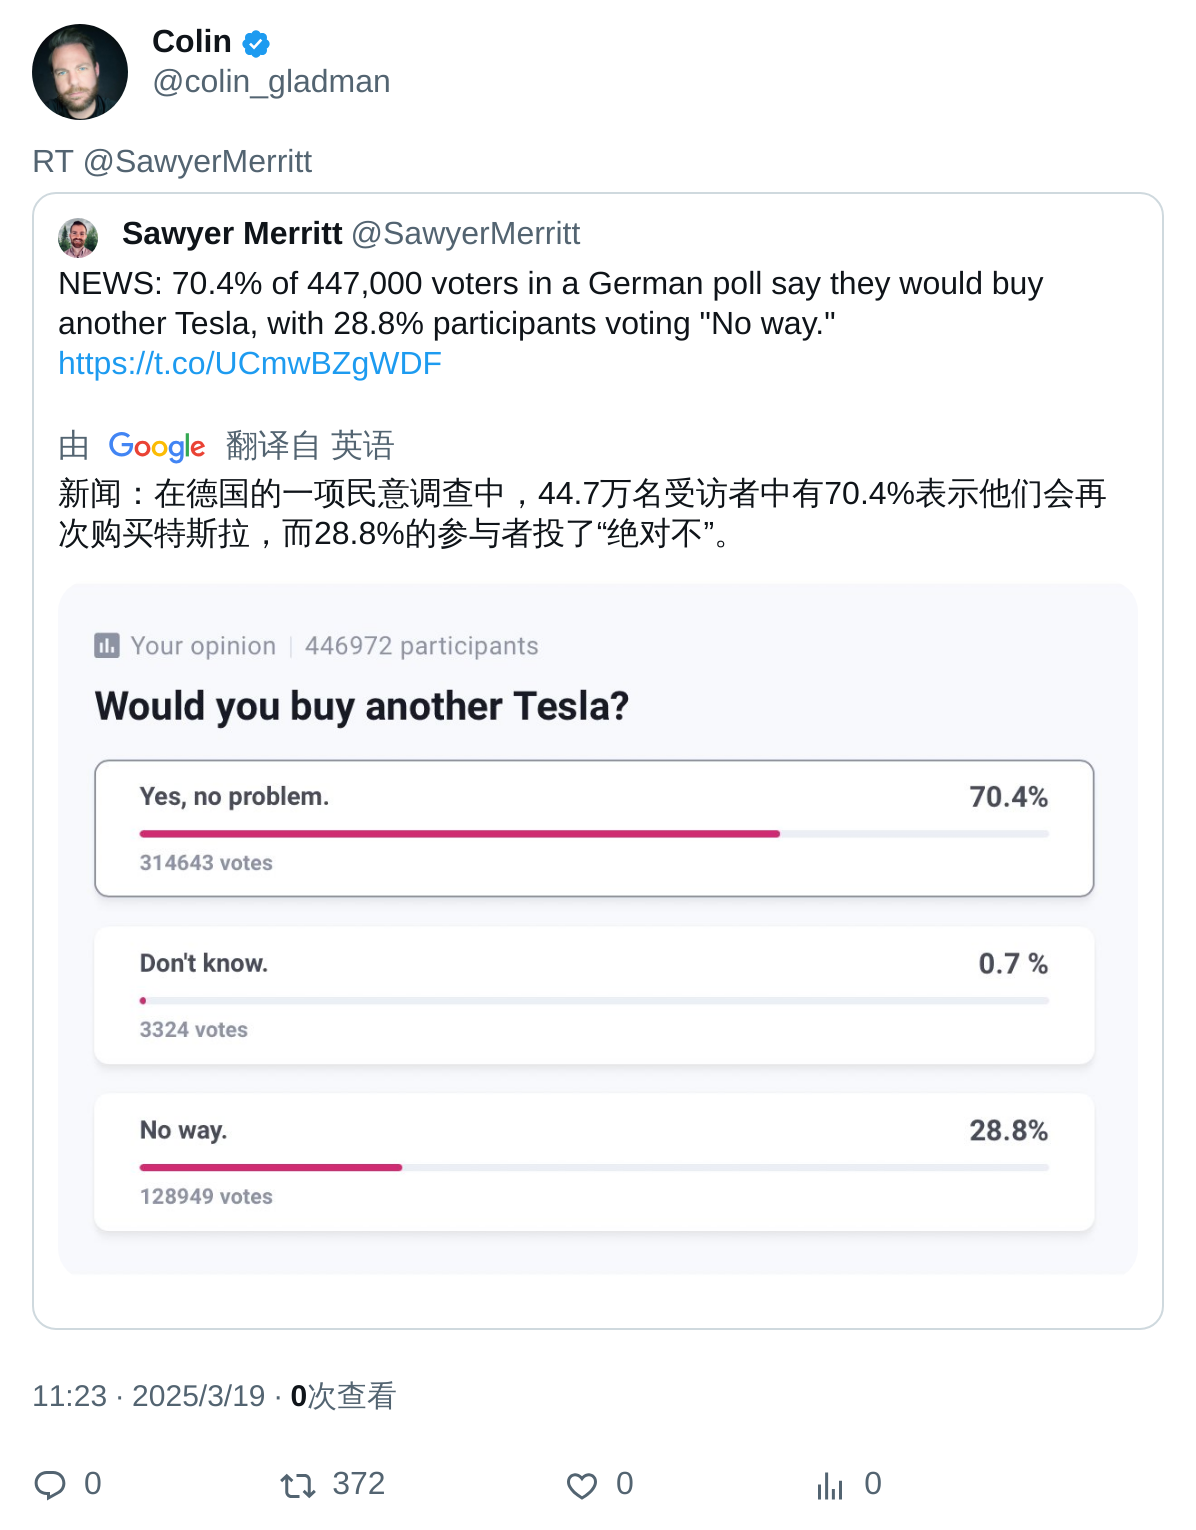 Colin
@colin_gladman
RT @SawyerMerritt
Sawyer Merritt @SawyerMerritt
NEWS: 70.4% of 447,000 voters in a German poll say they would buy
another Tesla, with 28.8% participants voting "No way."
https://t.co/UCmwBZgWDF
由 Google 翻译自 英语
新闻：在德国的一项民意调查中，44.7万名受访者中有70.4%表示他们会再
次购买特斯拉，而28.8%的参与者投了“绝对不”。
Your opinion | 446972 participants
Would you buy another Tesla?
Yes, no problem. 70.4%
314643 votes
Don't know. 0.7 %
3324 votes
No way. 28.8%
128949 votes
11:23 · 2025/3/19 · 0次查看
0 372 0 0